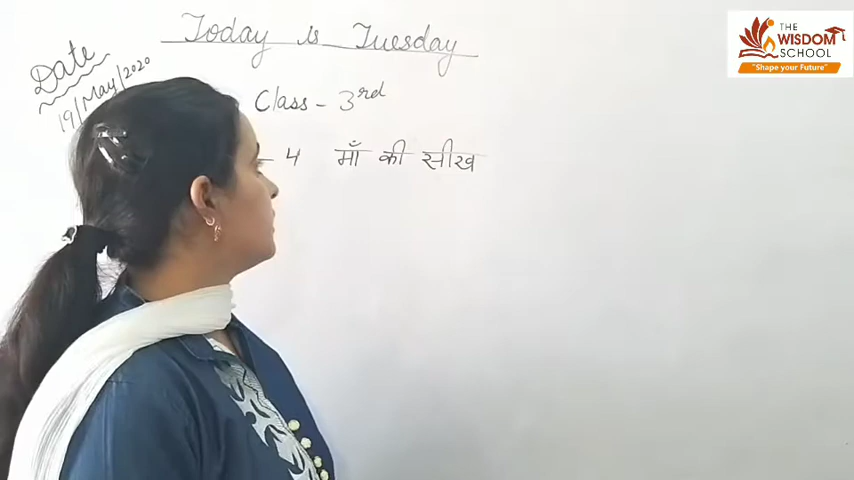 Today is Tuesday
Date
19/May/2020
Class - 3rd
- 4 माँ की सीख
THE
WISDOM
SCHOOL
"Shape your Future"